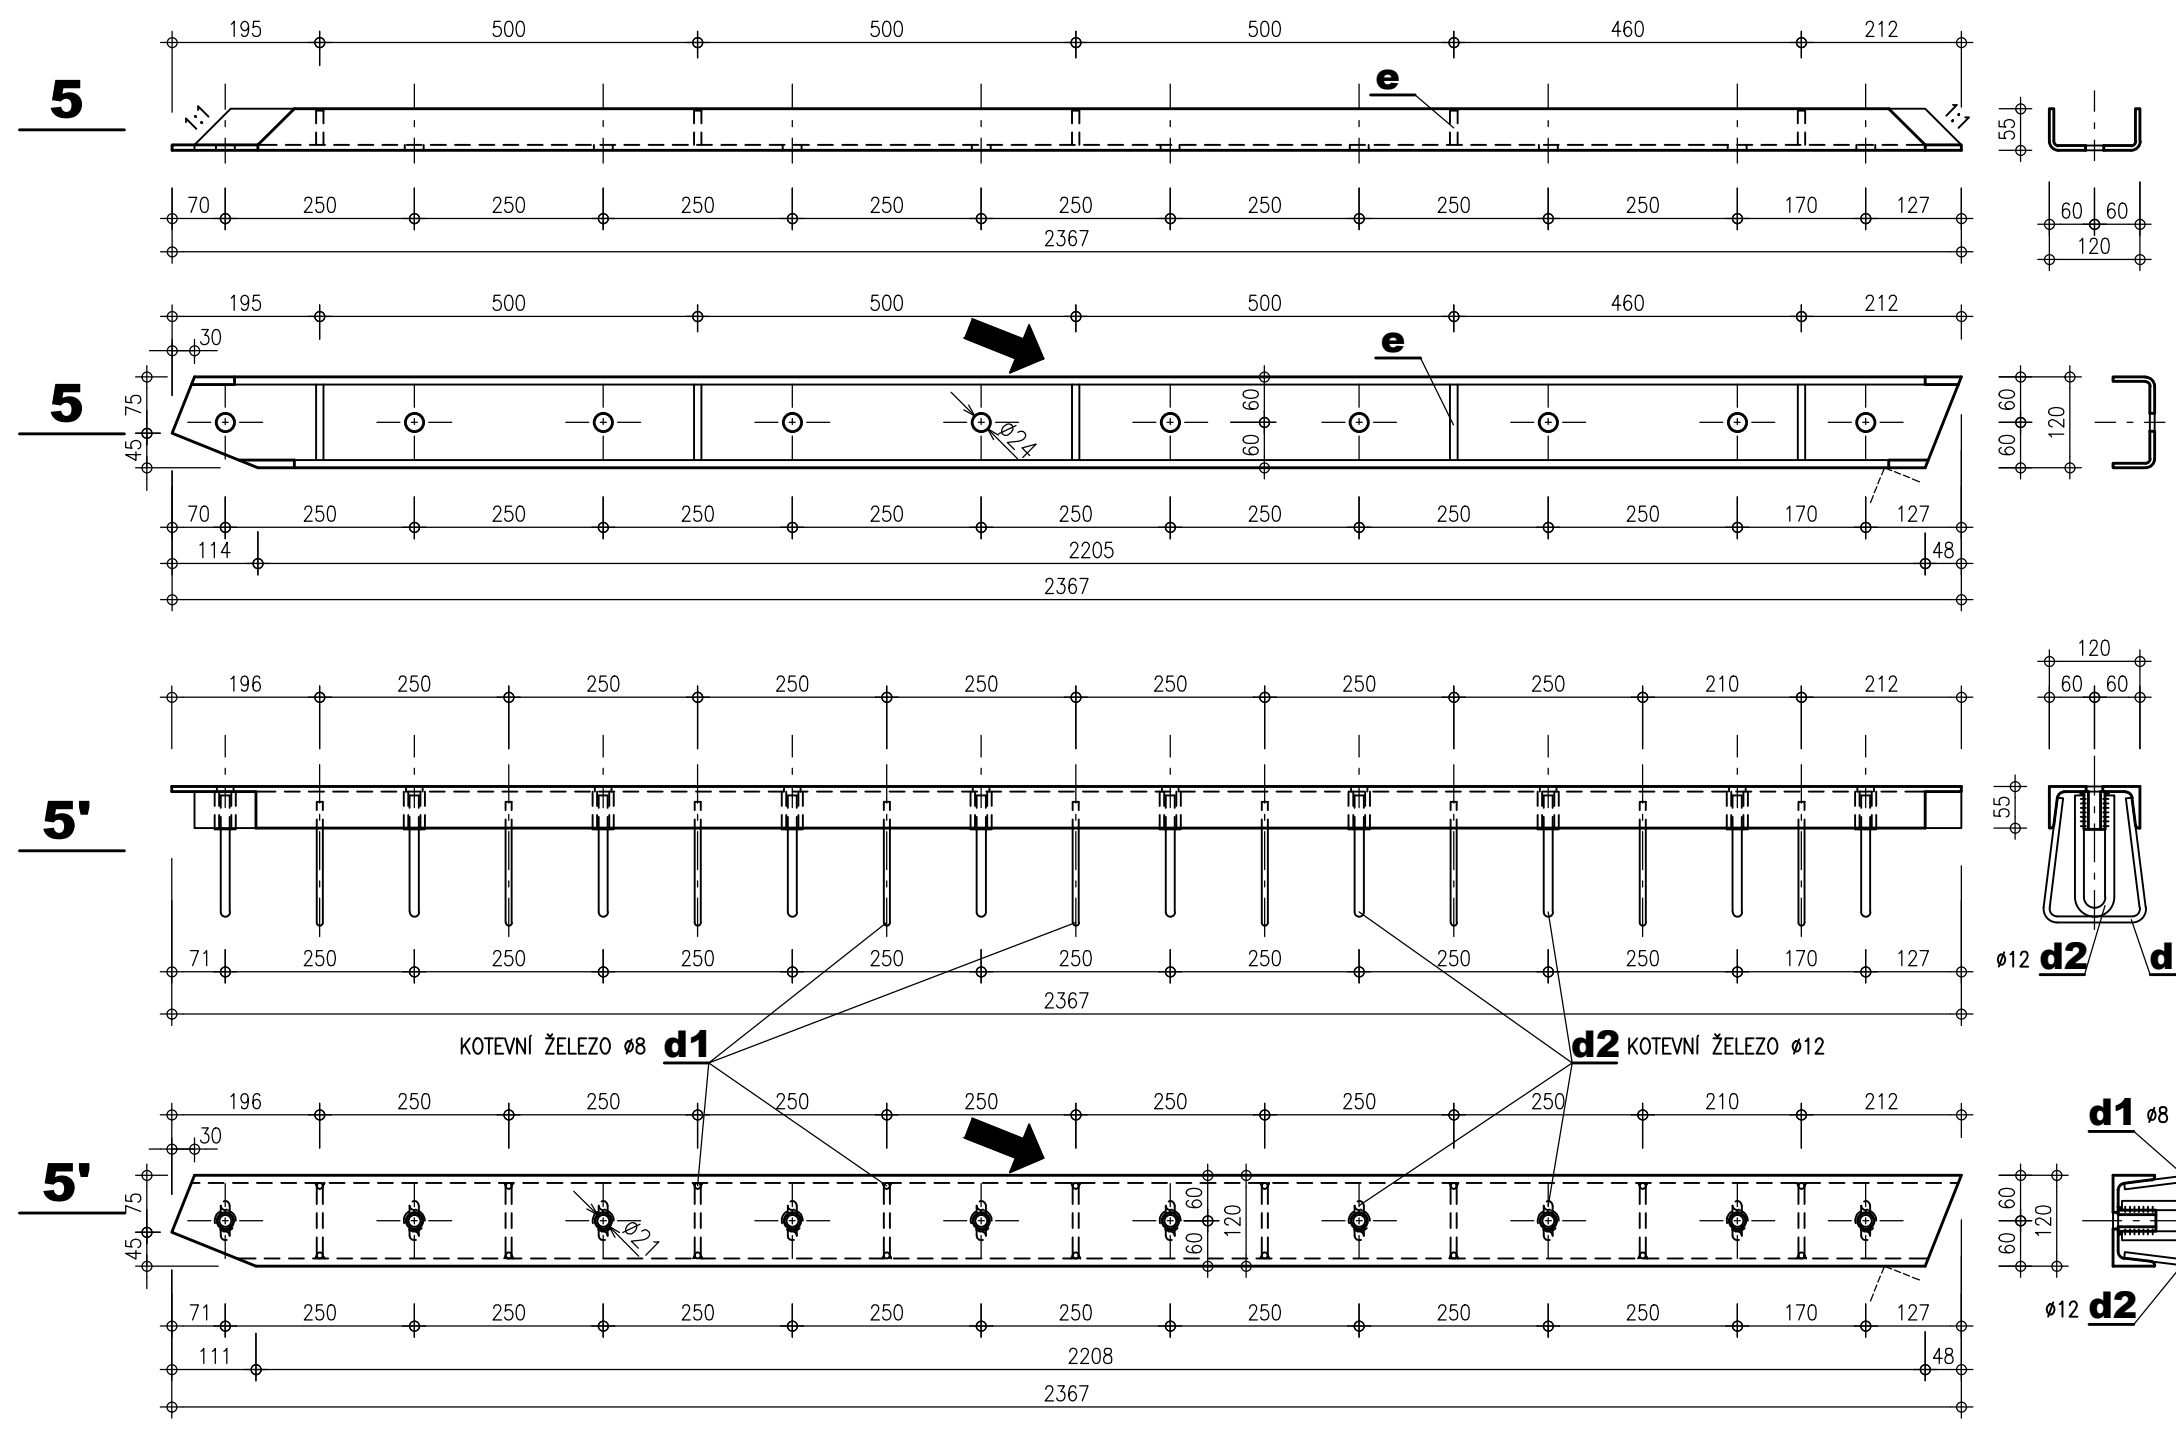 195 500 500 500 460 212
5 1:1 e 1:1 55
70 250 250 250 250 250 250 250 250 170 127 60 60
2367 120
195 500 500 500 460 212
30 e
5 75 45 ø24 60 60 60 60 120
70 250 250 250 250 250 250 250 250 170 127
114 2205 48
2367
120
196 250 250 250 250 250 250 250 210 212 60 60
5' 55
71 250 250 250 250 250 250 250 250 170 127 ø12 d2 d
2367
KOTEVNÍ ŽELEZO ø8 d1 d2 KOTEVNÍ ŽELEZO ø12
196 250 250 250 250 250 250 250 210 212 d1 ø8
30
5' 75 45 ø21 60 60 120 60 60 120
71 250 250 250 250 250 250 250 250 170 127 ø12 d2
111 2208 48
2367